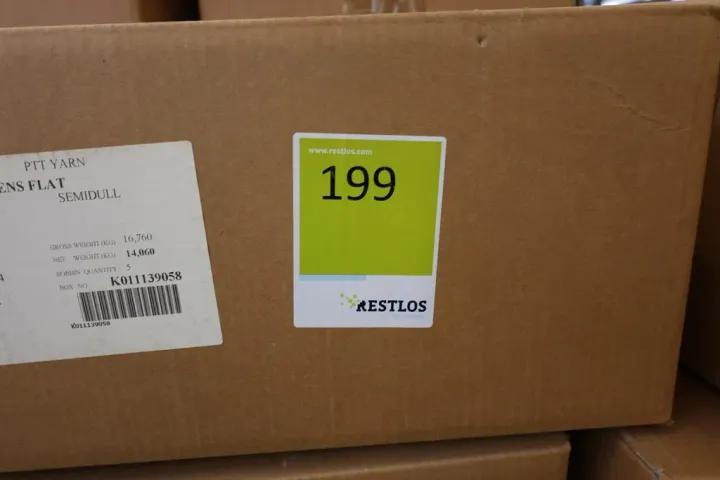 PTT YARN
ENS FLAT
SEMIDULL
GROSS WEIGHT (KG) 16,760
NET WEIGHT (KG) 14,060
BOBBIN QUANTITY 5
BOX NO K011139058
K011139058
www.restlos.com
199
RESTLOS